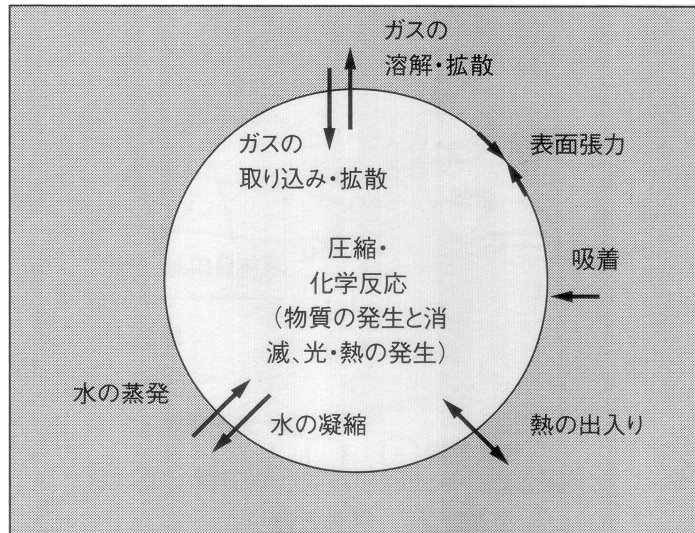 ガスの
溶解・拡散
ガスの
取り込み・拡散
表面張力
圧縮・
化学反応
(物質の発生と消
滅、光・熱の発生)
吸着
水の蒸発
水の凝縮
熱の出入り